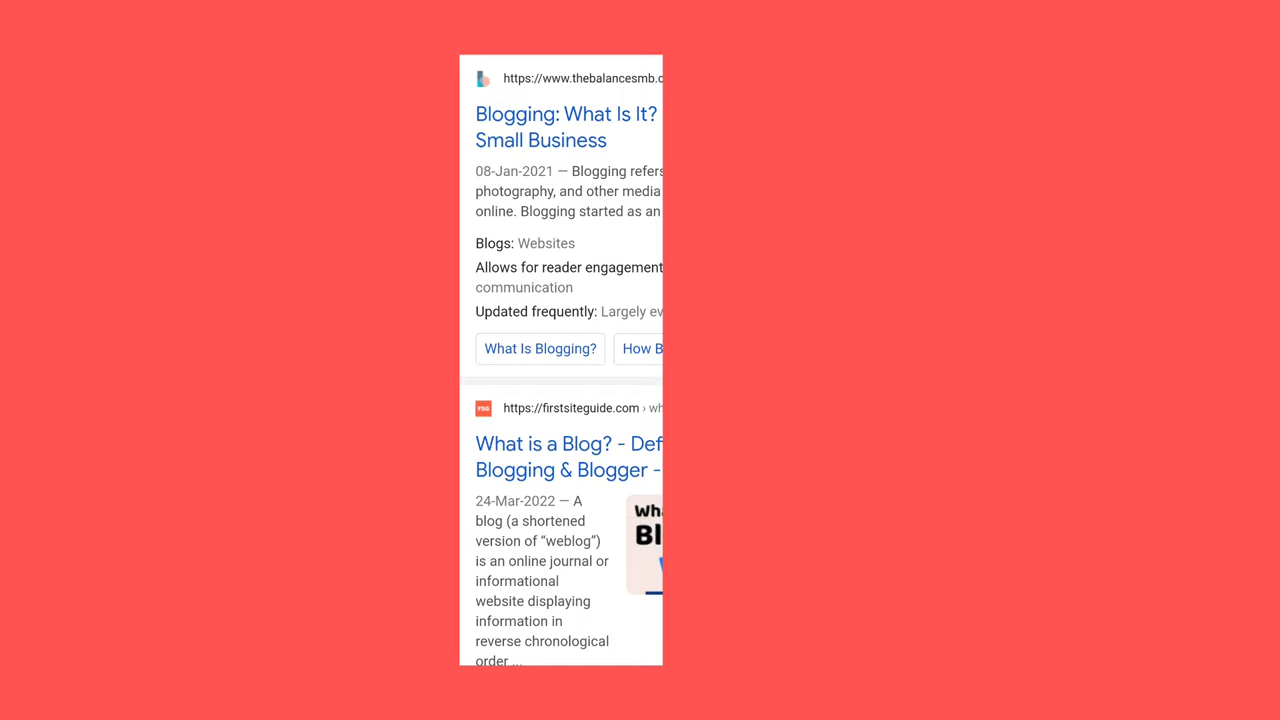 https://www.thebalancesmb.c
Blogging: What Is It?
Small Business
08-Jan-2021 — Blogging refers
photography, and other media
online. Blogging started as an
Blogs: Websites
Allows for reader engagement
communication
Updated frequently: Largely ev
What Is Blogging? How B
FSG https://firstsiteguide.com › wh
What is a Blog? - Def
Blogging & Blogger -
24-Mar-2022 — A
blog (a shortened
version of “weblog”)
is an online journal or
informational
website displaying
information in
reverse chronological
order ...
Wha
Bl